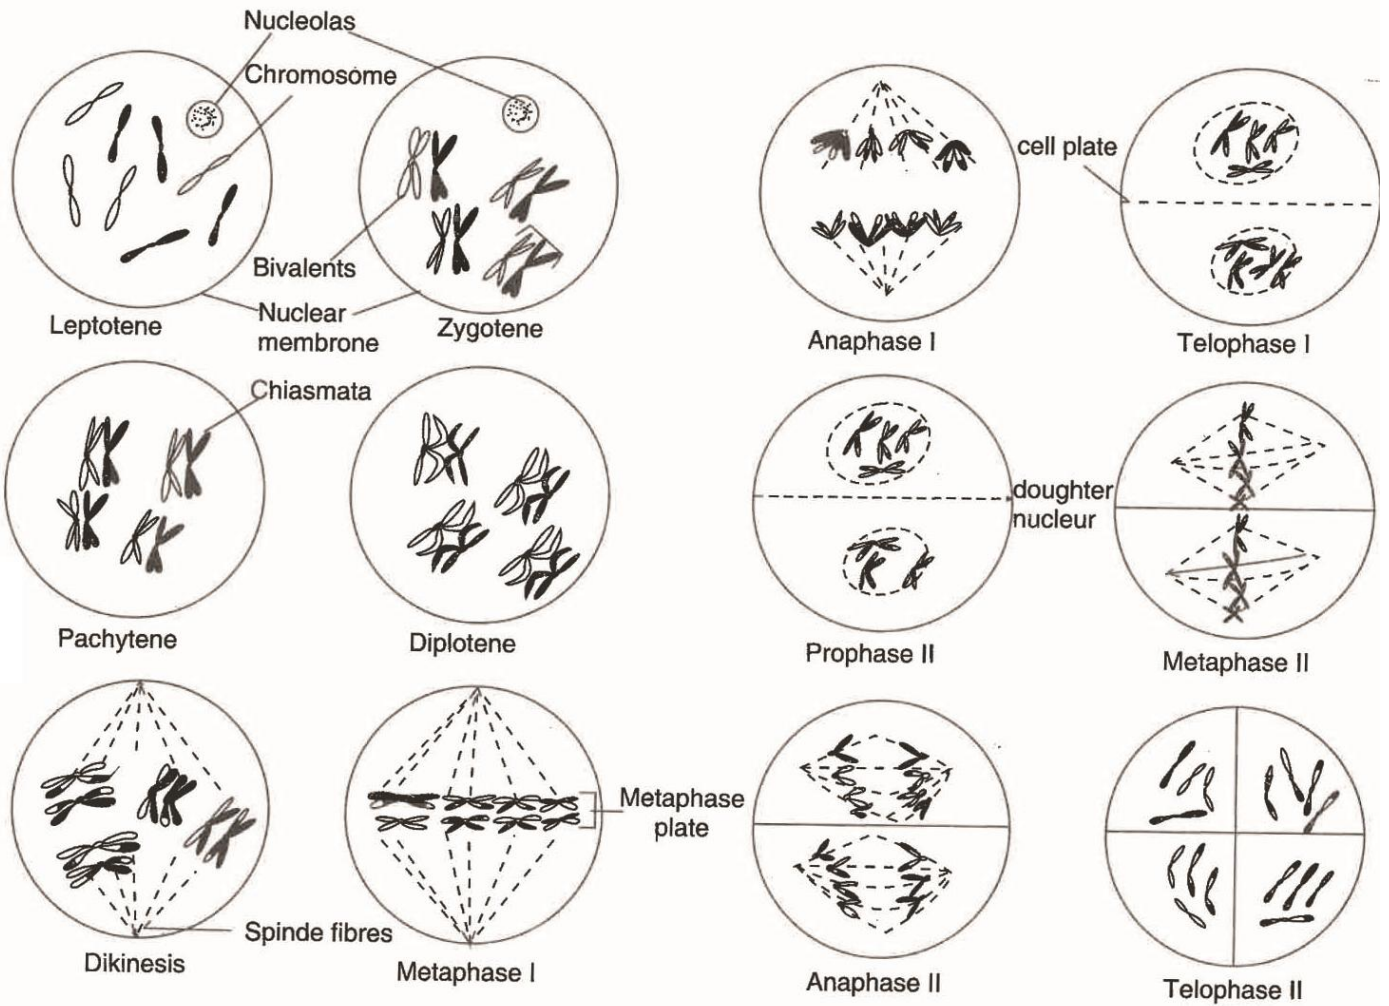 Nucleolas
Chromosome
Bivalents
Leptotene
Nuclear
membrone
Zygotene
Chiasmata
Pachytene
Diplotene
Dikinesis
Spinde fibres
Metaphase I
Metaphase
plate
Anaphase I
cell plate
Telophase I
Prophase II
doughter
nucleur
Metaphase II
Anaphase II
Telophase II